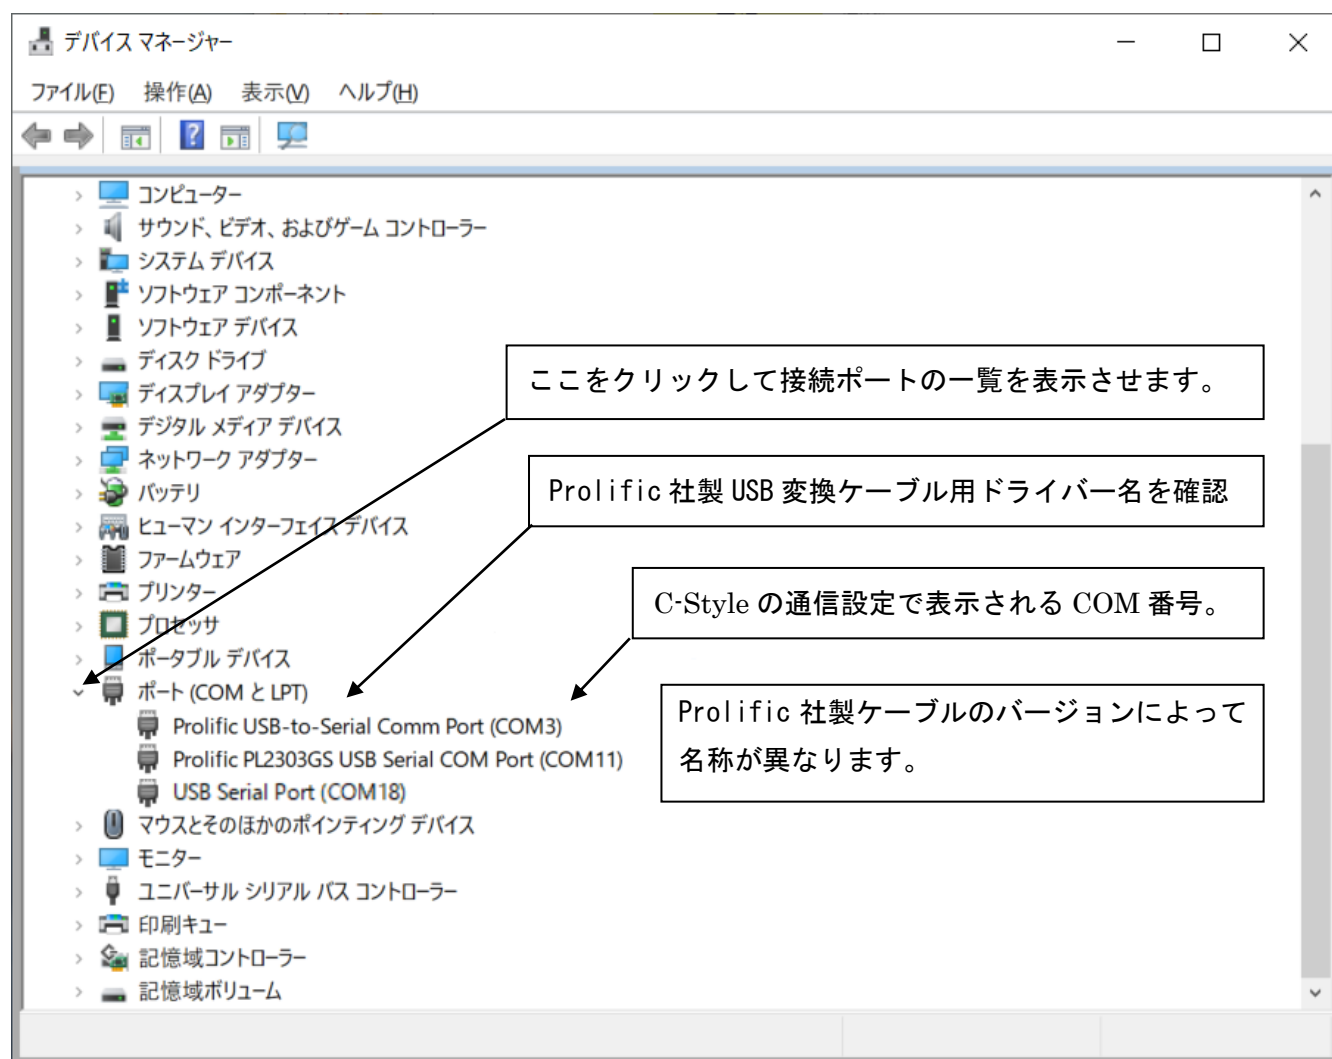 デバイス マネージャー
ファイル(F) 操作(A) 表示(V) ヘルプ(H)
コンピューター
サウンド、ビデオ、およびゲーム コントローラー
システム デバイス
ソフトウェア コンポーネント
ソフトウェア デバイス
ディスク ドライブ
ディスプレイ アダプター
デジタル メディア デバイス
ネットワーク アダプター
バッテリ
ヒューマン インターフェイス デバイス
ファームウェア
プリンター
プロセッサ
ポータブル デバイス
ポート (COM と LPT)
Prolific USB-to-Serial Comm Port (COM3)
Prolific PL2303GS USB Serial COM Port (COM11)
USB Serial Port (COM18)
マウスとそのほかのポインティング デバイス
モニター
ユニバーサル シリアル バス コントローラー
印刷キュー
記憶域コントローラー
記憶域ボリューム
ここをクリックして接続ポートの一覧を表示させます。
Prolific 社製 USB 変換ケーブル用ドライバー名を確認
C-Style の通信設定で表示される COM 番号。
Prolific 社製ケーブルのバージョンによって
名称が異なります。